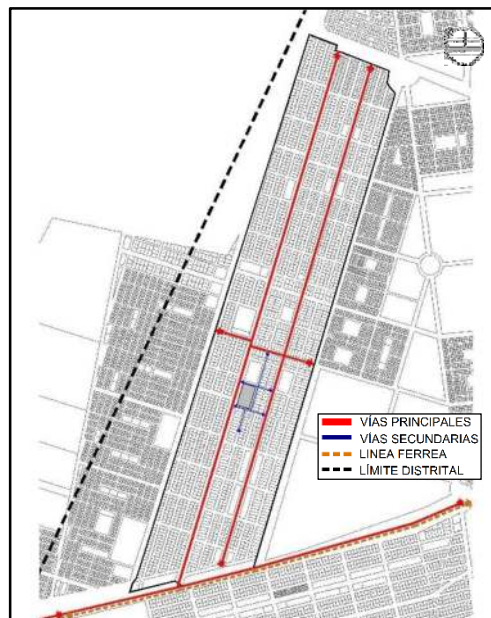 VÍAS PRINCIPALES
VÍAS SECUNDARIAS
LINEA FERREA
LÍMITE DISTRITAL